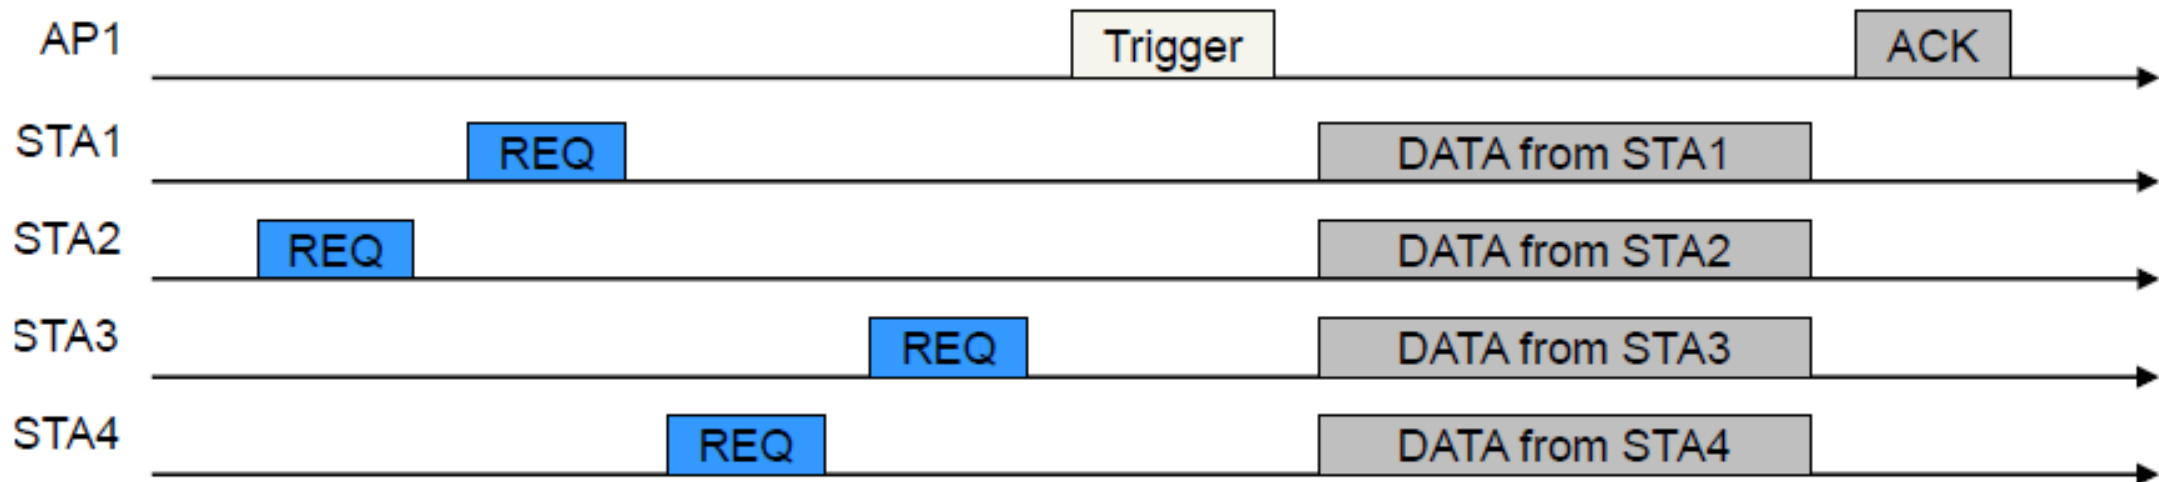 AP1 Trigger ACK
STA1 REQ DATA from STA1
STA2 REQ DATA from STA2
STA3 REQ DATA from STA3
STA4 REQ DATA from STA4